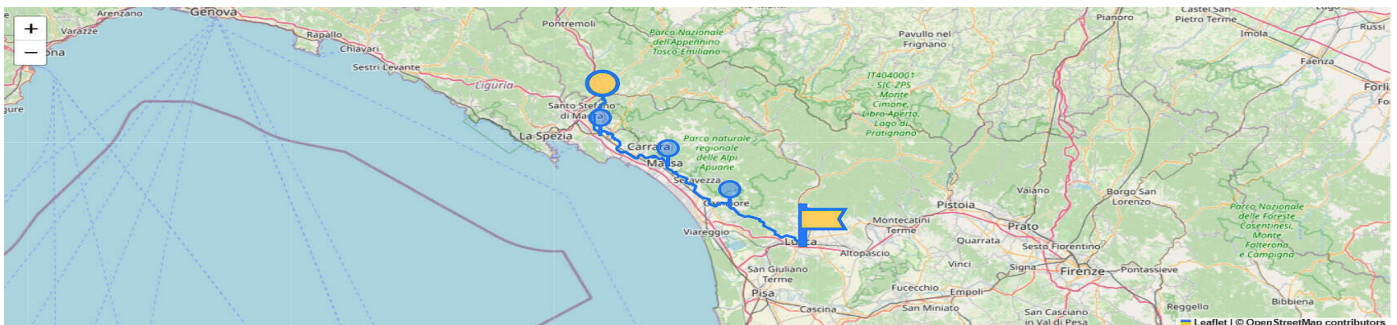 Genova
Arenzano
Varazze
Rapallo
Chiavari
Sestri Levante
Liguria
Pontremoli
Parco Nazionale
dell'Appennino
Tosco-Emiliano
Pavullo nel
Frignano
Pianoro
Castel San
Pietro Terme
Lugo
Imola
Russi
Faenza
Forlì
+
−
ona
gure
IT4040001
SIC-ZPS
Monte
Cimone,
Libro Aperto,
Lago di
Pratignano
Santo Stefano
La Spezia
Carrara
Massa
Parco naturale
regionale
delle Alpi
Apuane
Seravezza
Viareggio
Montecatini
Terme
Pistoia
Vaiano
Prato
Borgo San
Lorenzo
Parco Nazionale
delle Foreste
Casentinesi,
Monte
Falterona
e Campigna
Altopascio
Quarrata
Sesto Fiorentino
San Giuliano
Terme
Vinci
Signa
Firenze
Pontassieve
Pisa
Fucecchio
Empoli
Cascina
San Miniato
San Casciano
in Val di Pesa
Reggello
Bibbiena
Leaflet | © OpenStreetMap contributors